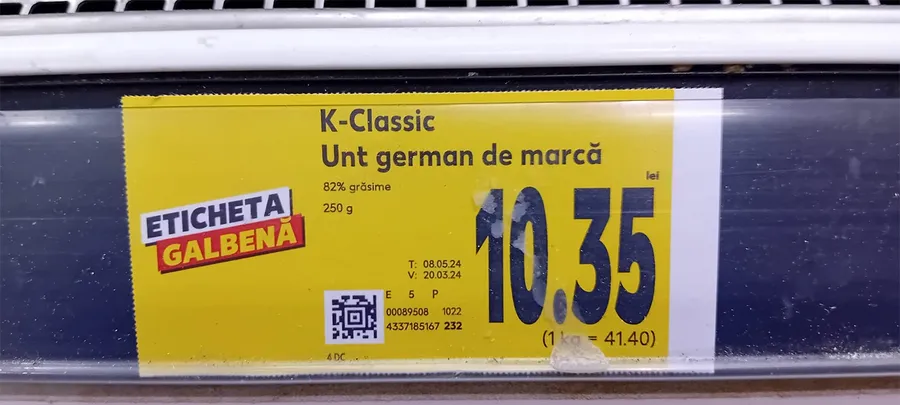 K-Classic
Unt german de marcă
82% grăsime
250 g
lei
10.35
ETICHETA
GALBENĂ
T: 08.05.24
V: 20.03.24
E 5 P
00089508 1022
4337185167 232
(1 kg = 41.40)
4DC